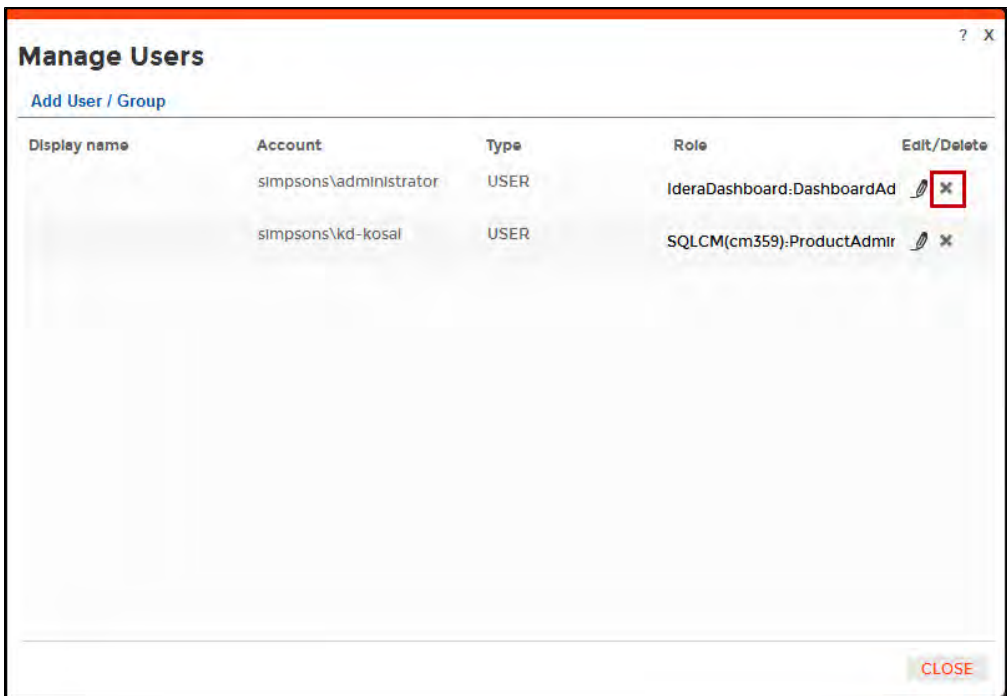 ? X
Manage Users
Add User / Group
Display name Account Type Role Edit/Delete
simpsons\administrator USER IderaDashboard:DashboardAd
simpsons\kd-kosai USER SQLCM(cm359):ProductAdmir
CLOSE